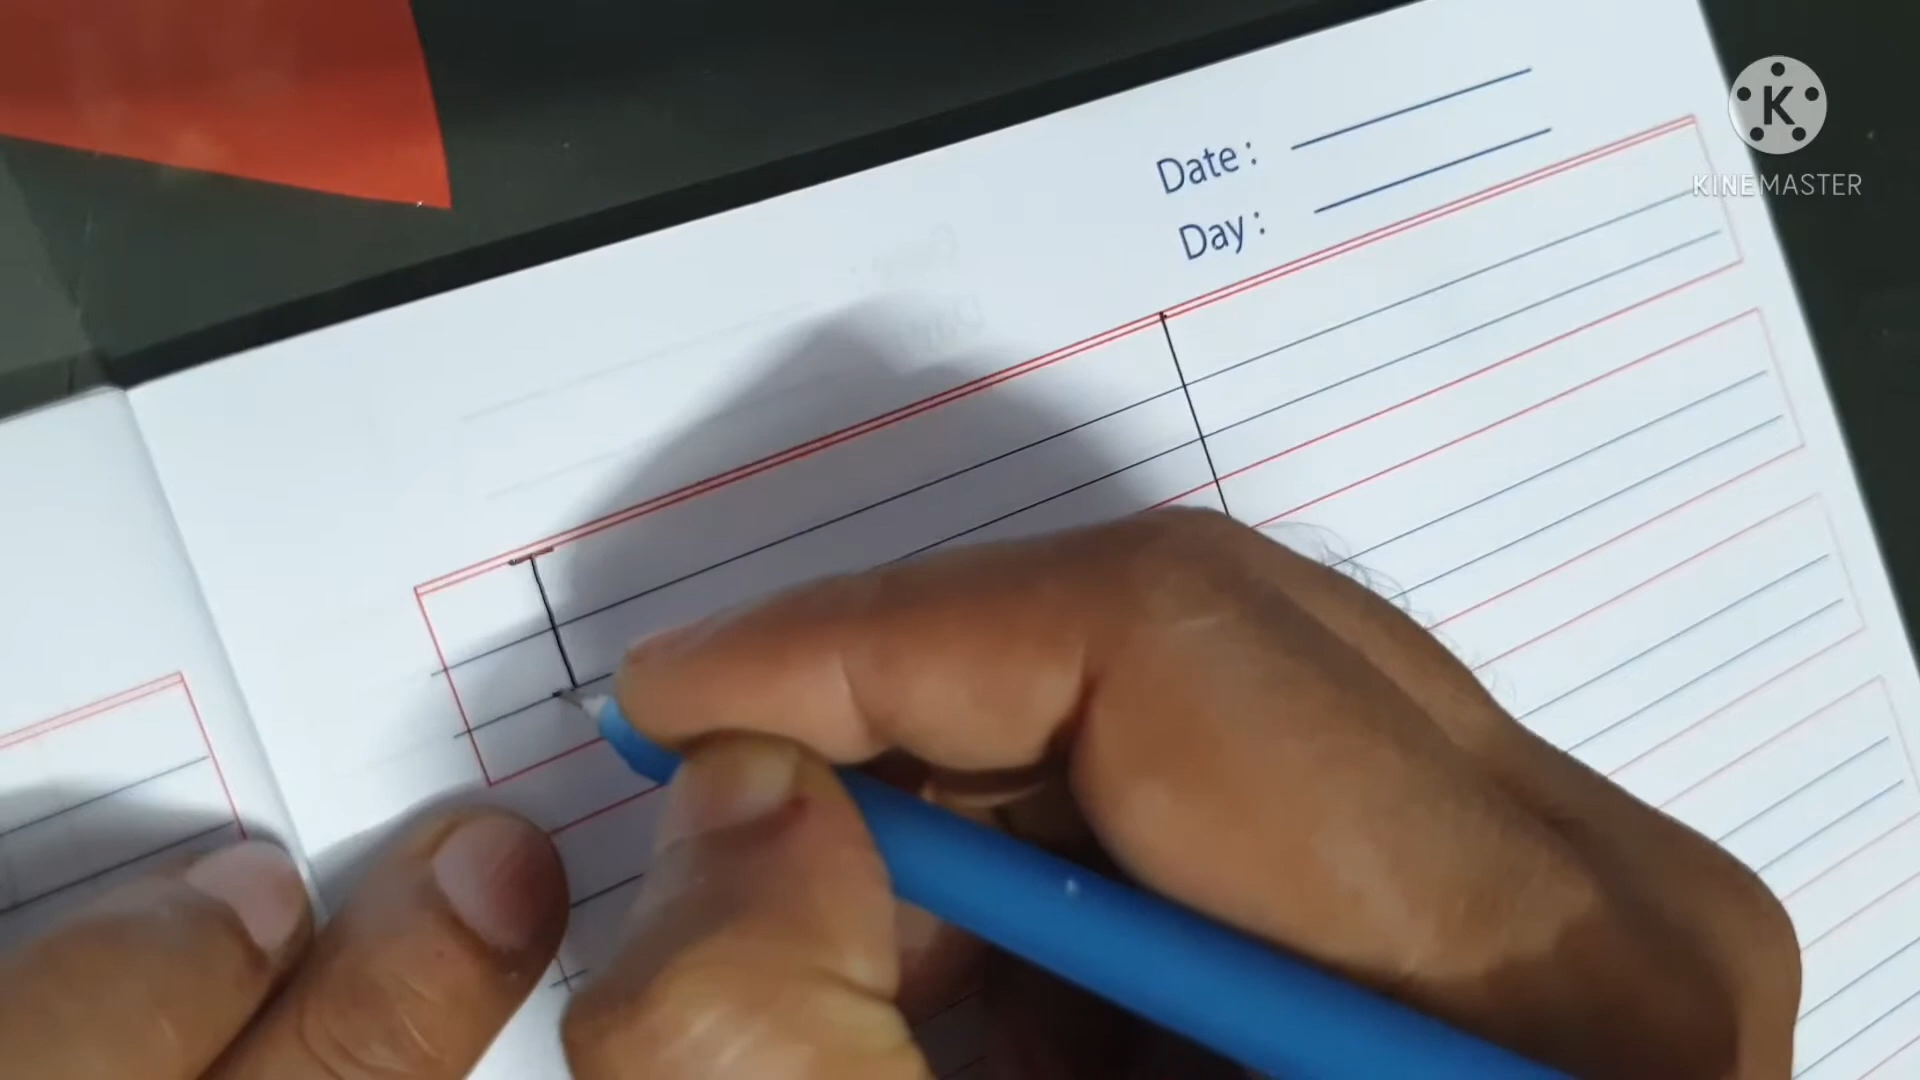 Date :
Day :
I
K
KINEMASTER